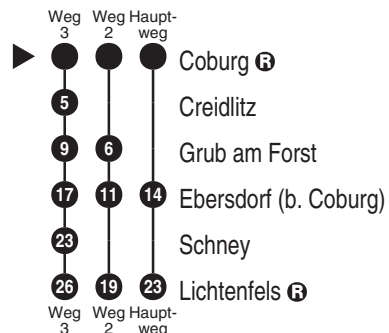 Weg Weg Haupt-
3 2 weg
Coburg R
5 Creidlitz
9 6 Grub am Forst
17 11 14 Ebersdorf (b. Coburg)
23 Schney
26 19 23 Lichtenfels R
Weg Weg Haupt-
3 2 weg